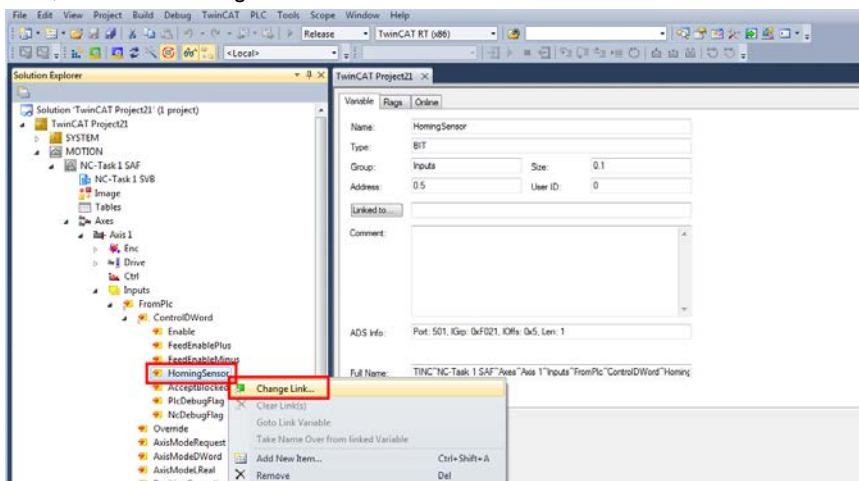 File Edit View Project Build Debug TwinCAT PLC Tools Scope Window Help
Release TwinCAT RT (x86)
<Local>
Solution Explorer
TwinCAT Project21
Solution 'TwinCAT Project21' (1 project)
TwinCAT Project21
SYSTEM
MOTION
NC-Task 1 SAF
NC-Task 1 SVB
Image
Tables
Axes
Axis 1
Enc
Drive
Ctrl
Inputs
FromPlc
ControlDWord
Enable
FeedEnablePlus
FeedEnableMinus
HomingSensor
AcceptBlocked
PlcDebugFlag
NcDebugFlag
Override
AxisModeRequest
AxisModeDWord
AxisModeLReal
Variable Flags Online
Name: HomingSensor
Type: BIT
Group: Inputs Size: 0.1
Address: 0.5 User ID: 0
Linked to...
Comment:
ADS Info: Port: 501, IGrp: 0xF021, IOffs: 0x5, Len: 1
Full Name: TINC^NC-Task 1 SAF^Axes^Axis 1^Inputs^FromPlc^ControlDWord^Homing
Change Link...
Clear Link(s)
Goto Link Variable
Take Name Over from linked Variable
Add New Item... Ctrl+Shift+A
Remove Del